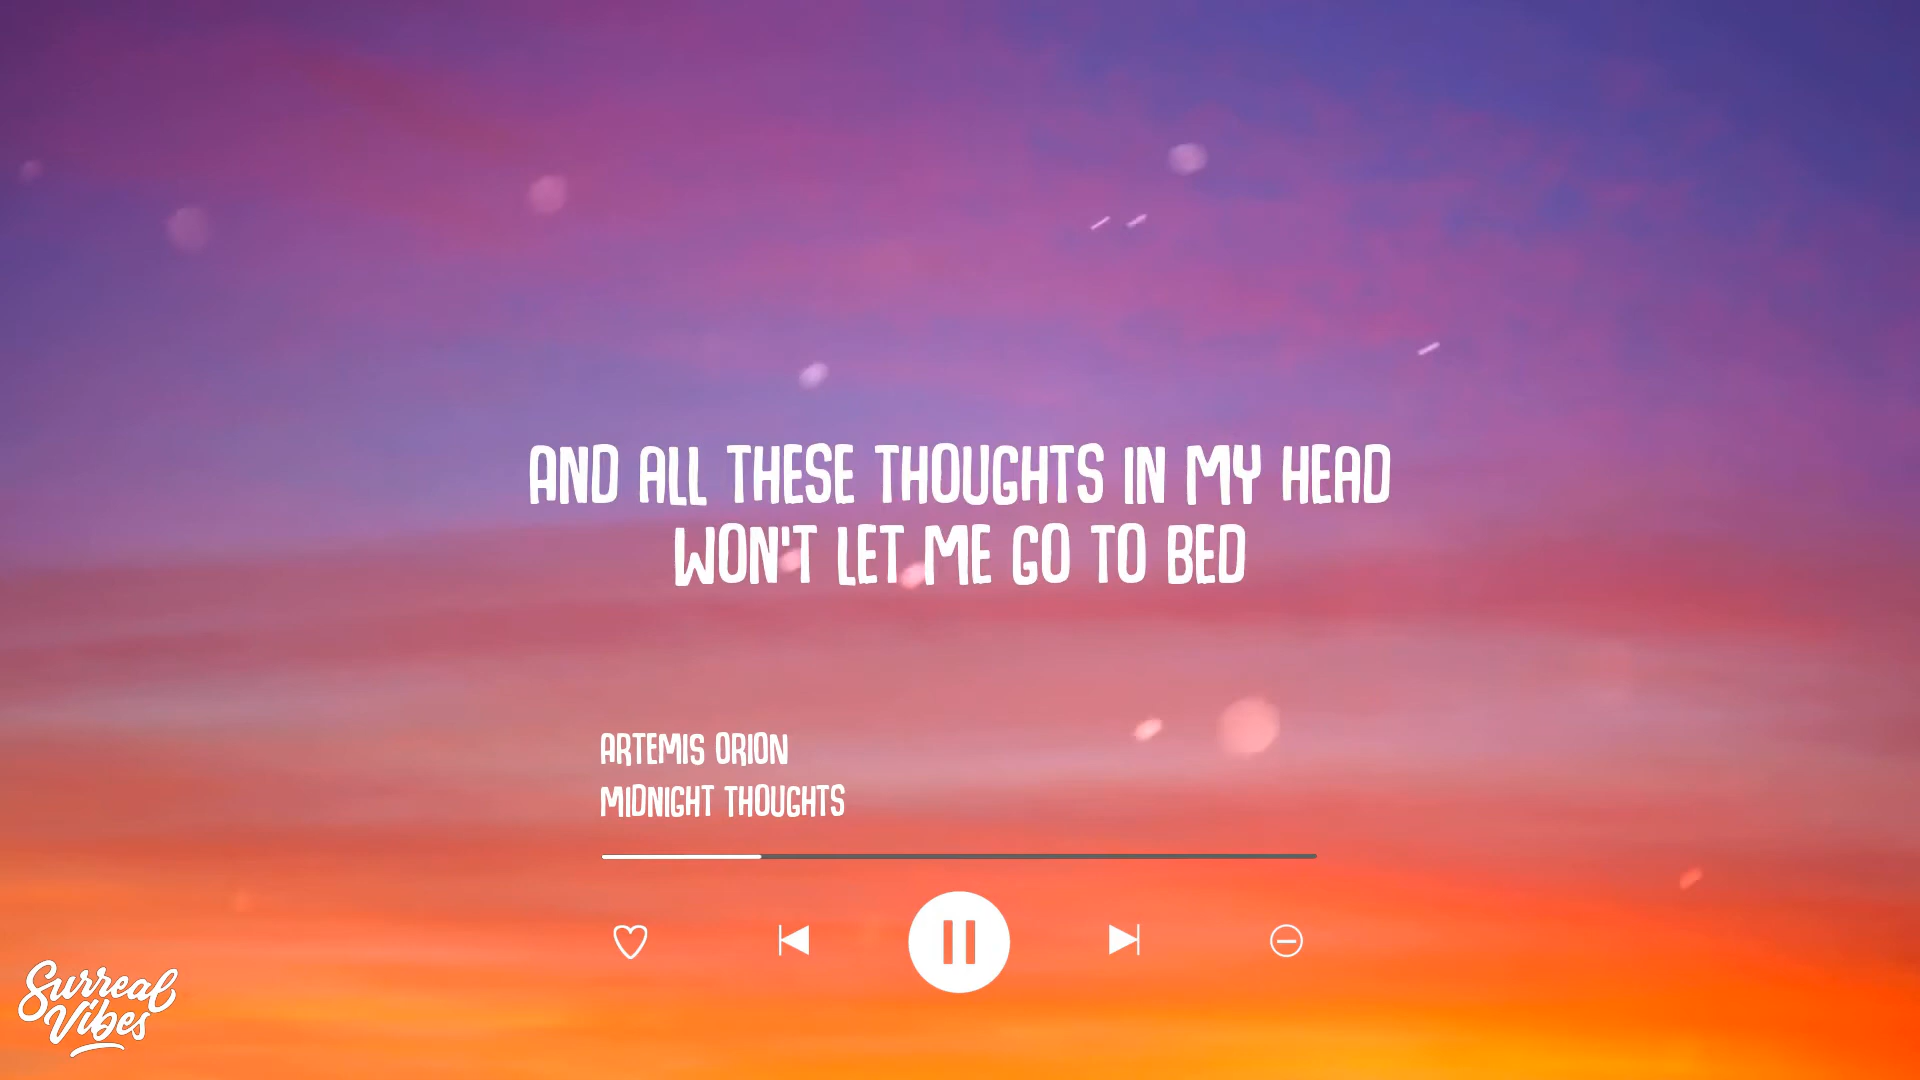 AND ALL THESE THOUGHTS IN MY HEAD
WON'T LET ME GO TO BED
ARTEMIS ORION
MIDNIGHT THOUGHTS
Surreal
Vibes